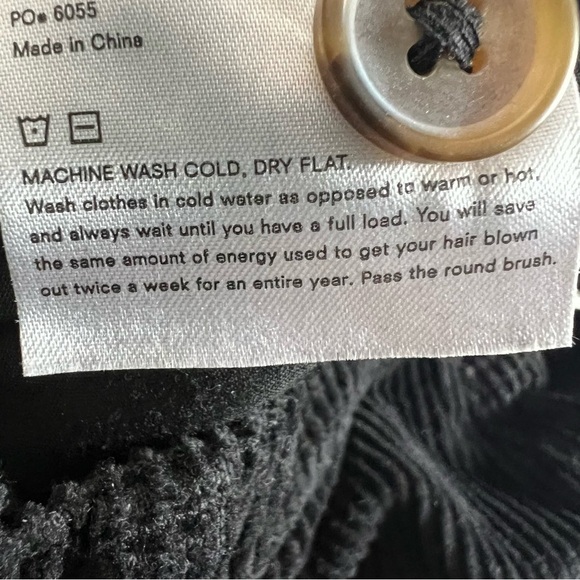 PO# 6055
Made in China
MACHINE WASH COLD, DRY FLAT.
Wash clothes in cold water as opposed to warm or hot,
and always wait until you have a full load. You will save
the same amount of energy used to get your hair blown
out twice a week for an entire year. Pass the round brush.